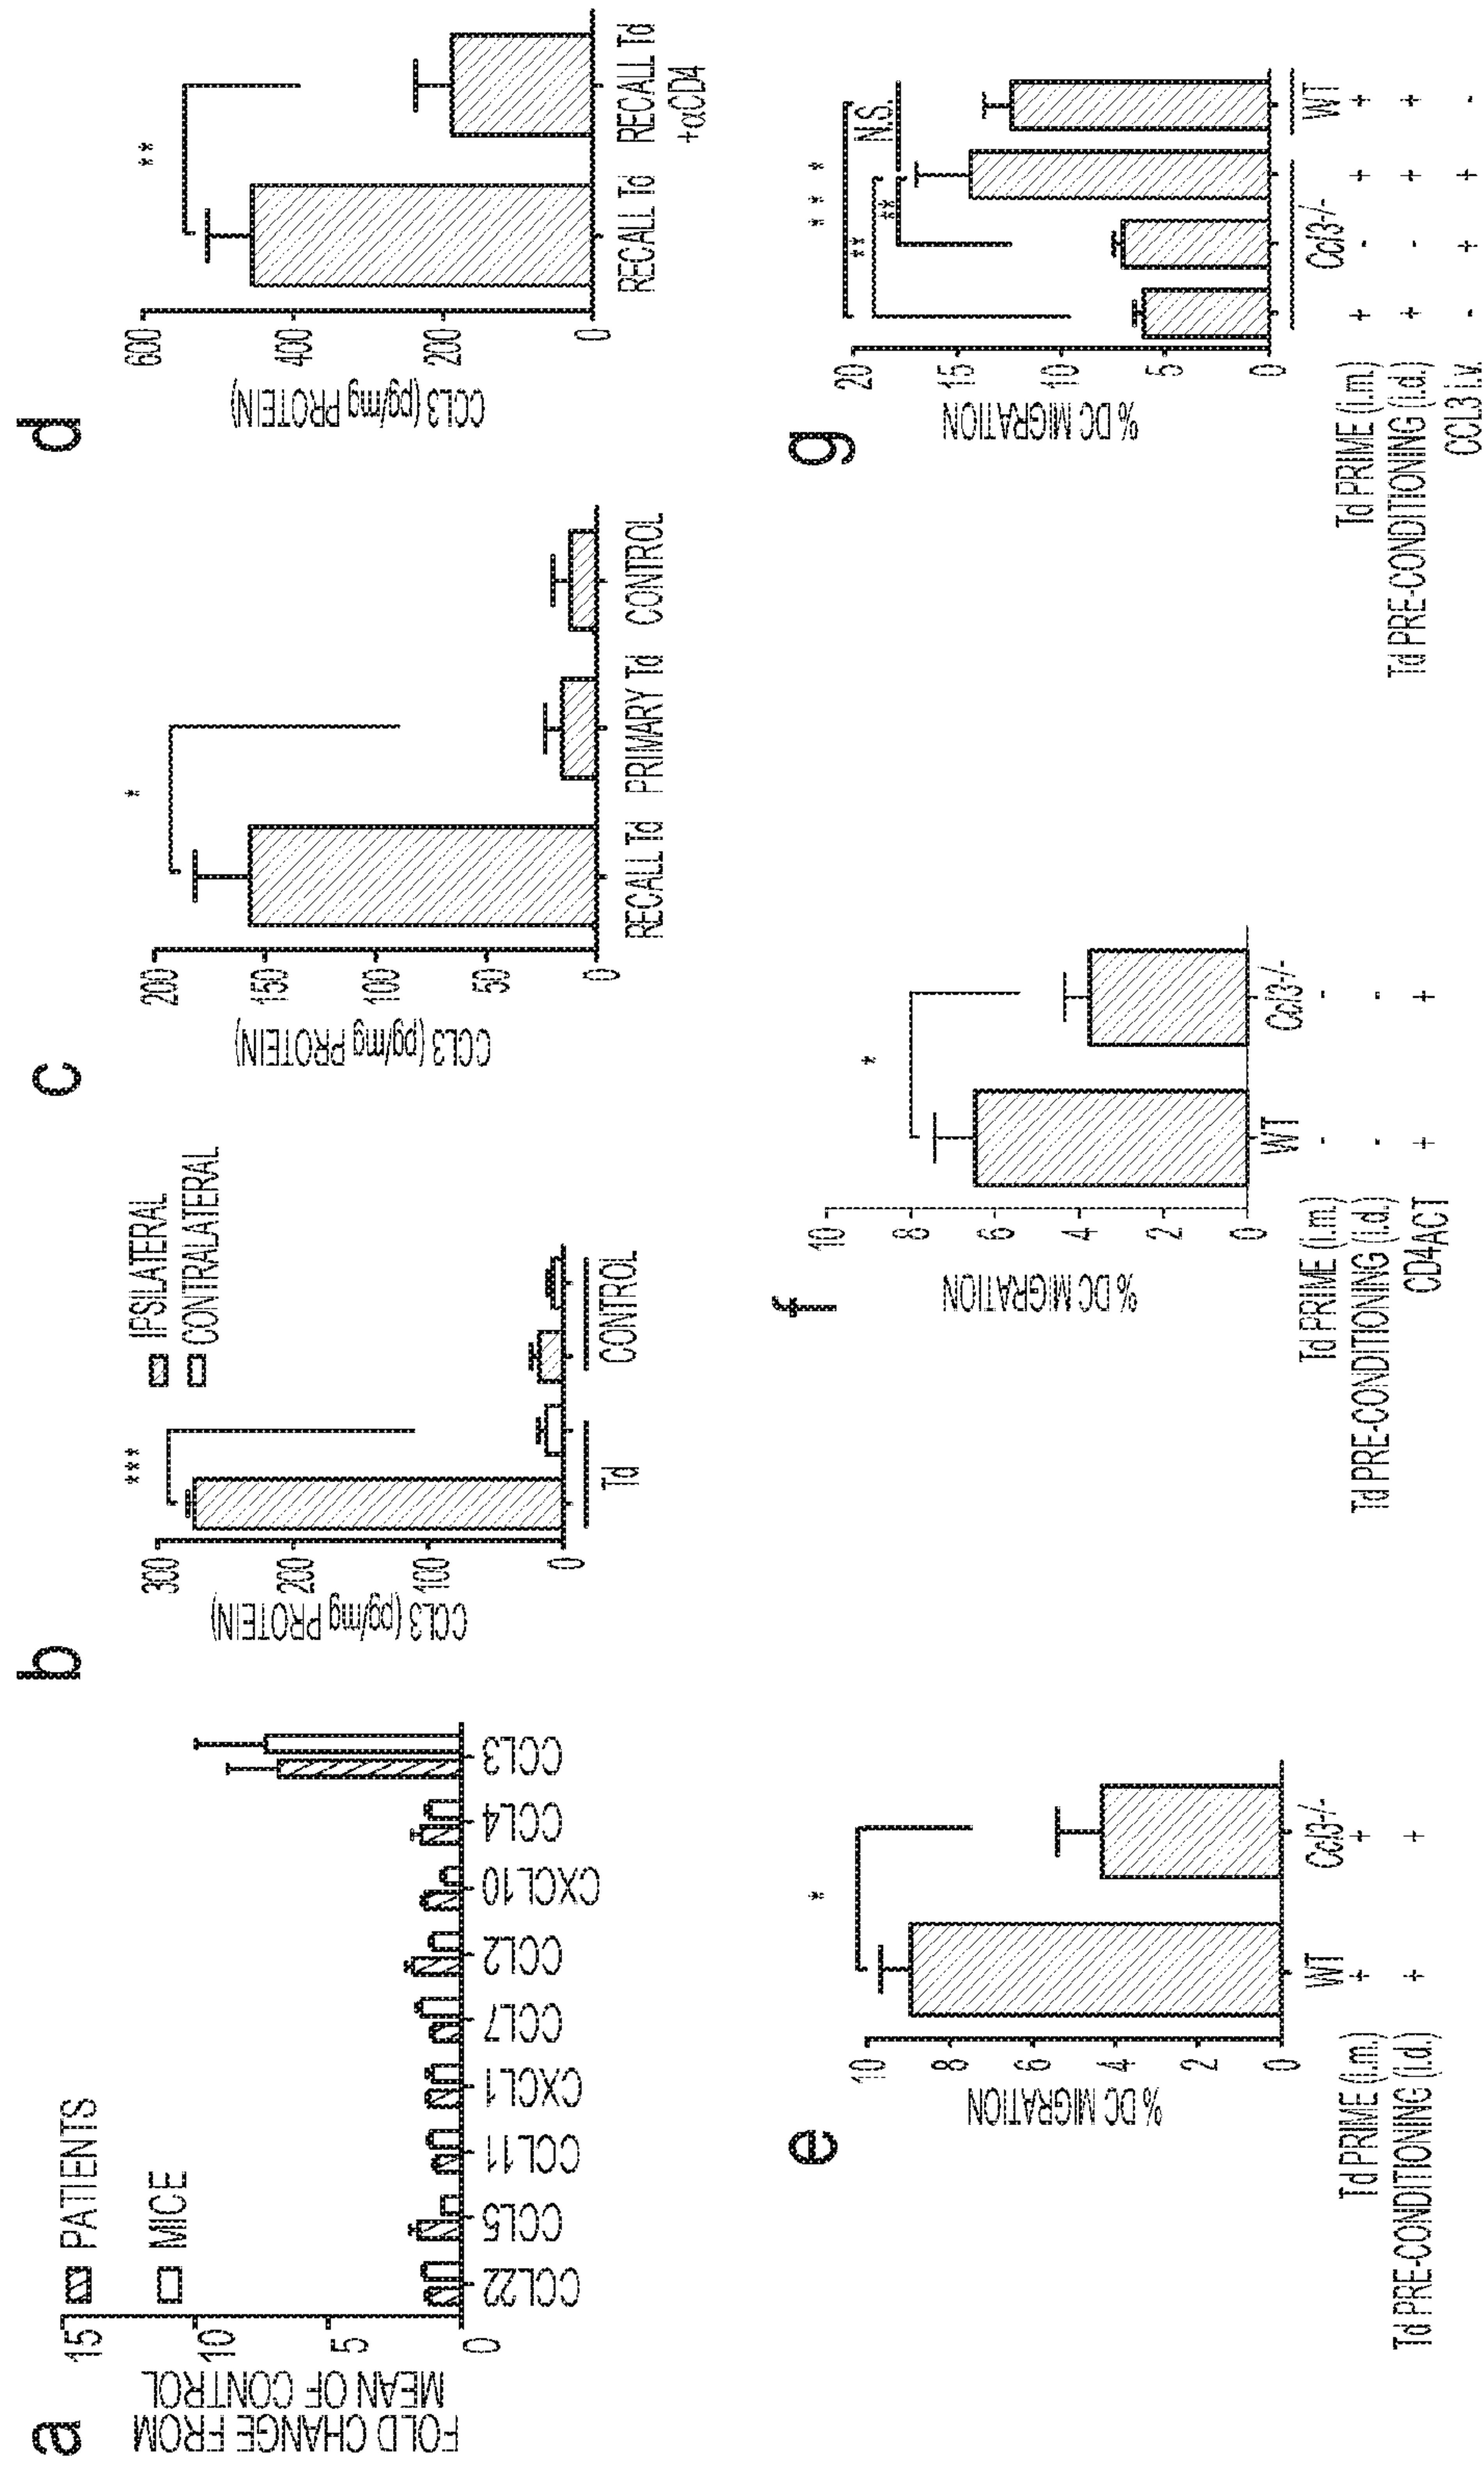 a
FOLD CHANGE FROM
MEAN OF CONTROL
15
10
5
0
PATIENTS
MICE
CCL22
CCL5
CCL11
CXCL1
CCL7
CCL2
CXCL10
CCL4
CCL3
b
CCL3 (pg/mg PROTEIN)
300
200
100
0
***
IPSILATERAL
CONTRALATERAL
Td
CONTROL
c
CCL3 (pg/mg PROTEIN)
200
150
100
50
0
*
RECALL Td
PRIMARY Td
CONTROL
d
CCL3 (pg/mg PROTEIN)
600
400
200
0
**
RECALL Td
RECALL Td
+αCD4
e
% DC MIGRATION
10
8
6
4
2
0
*
WT
Ccl3-/-
Td PRIME (i.m.) + +
Td PRE-CONDITIONING (i.d.) + +
f
% DC MIGRATION
10
8
6
4
2
0
*
WT
Ccl3-/-
Td PRIME (i.m.) - -
Td PRE-CONDITIONING (i.d.) - -
CD4ACT + +
g
% DC MIGRATION
20
15
10
5
0
* * *
**
**
N.S.
Td PRIME (i.m.) + - + +
Td PRE-CONDITIONING (i.d.) + - + +
CCL3 i.v. - + + -
Ccl3-/-
WT